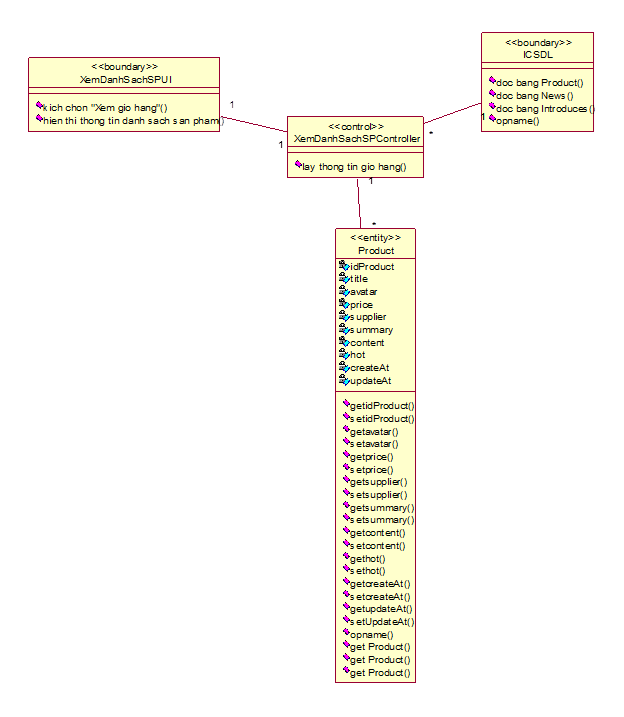 <<boundary>>
XemDanhSachSPUI
kich chon "Xem gio hang"()
hien thi thong tin danh sach san pham()
1
1
<<control>>
XemDanhSachSPController
lay thong tin gio hang()
*
1
<<boundary>>
ICSDL
doc bang Product()
doc bang News()
doc bang Introduces()
opname()
1
*
<<entity>>
Product
idProduct
title
avatar
price
supplier
summary
content
hot
createAt
updateAt
getidProduct()
setidProduct()
getavatar()
setavatar()
getprice()
setprice()
getsupplier()
setsupplier()
getsummary()
setsummary()
getcontent()
setcontent()
gethot()
sethot()
getcreateAt()
setcreateAt()
getupdateAt()
setUpdateAt()
opname()
get Product()
get Product()
get Product()